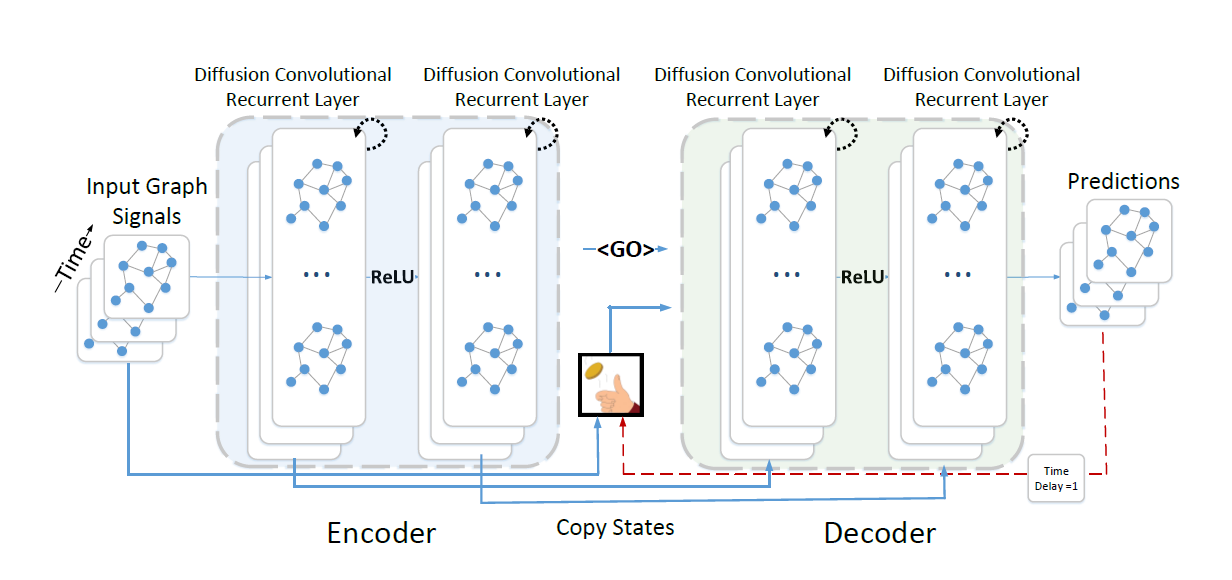 Diffusion Convolutional
Recurrent Layer
Diffusion Convolutional
Recurrent Layer
Diffusion Convolutional
Recurrent Layer
Diffusion Convolutional
Recurrent Layer
Input Graph
Signals
Time
Predictions
<GO>
ReLU
ReLU
Time
Delay =1
Copy States
Encoder
Decoder